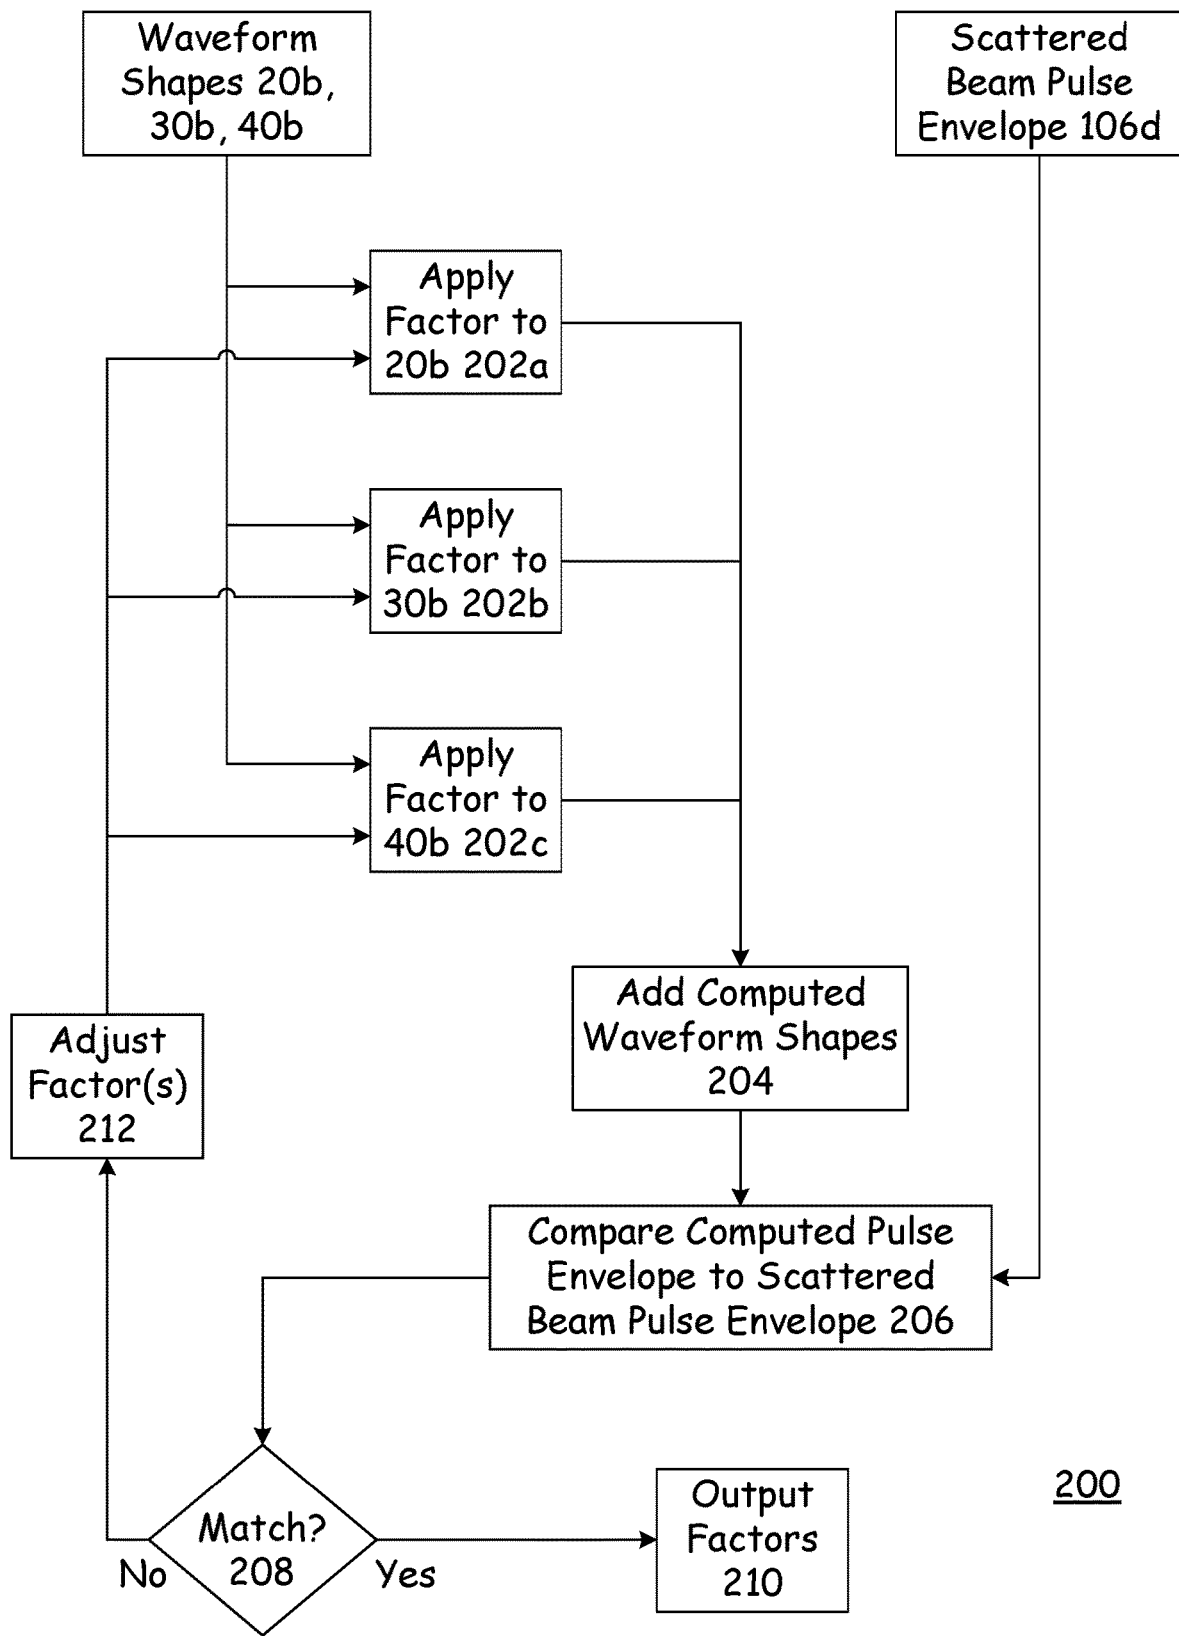 Waveform
Shapes 20b,
30b, 40b
Scattered
Beam Pulse
Envelope 106d
Apply
Factor to
20b 202a
Apply
Factor to
30b 202b
Apply
Factor to
40b 202c
Add Computed
Waveform Shapes
204
Adjust
Factor(s)
212
Compare Computed Pulse
Envelope to Scattered
Beam Pulse Envelope 206
Match?
208
No
Yes
Output
Factors
210
200